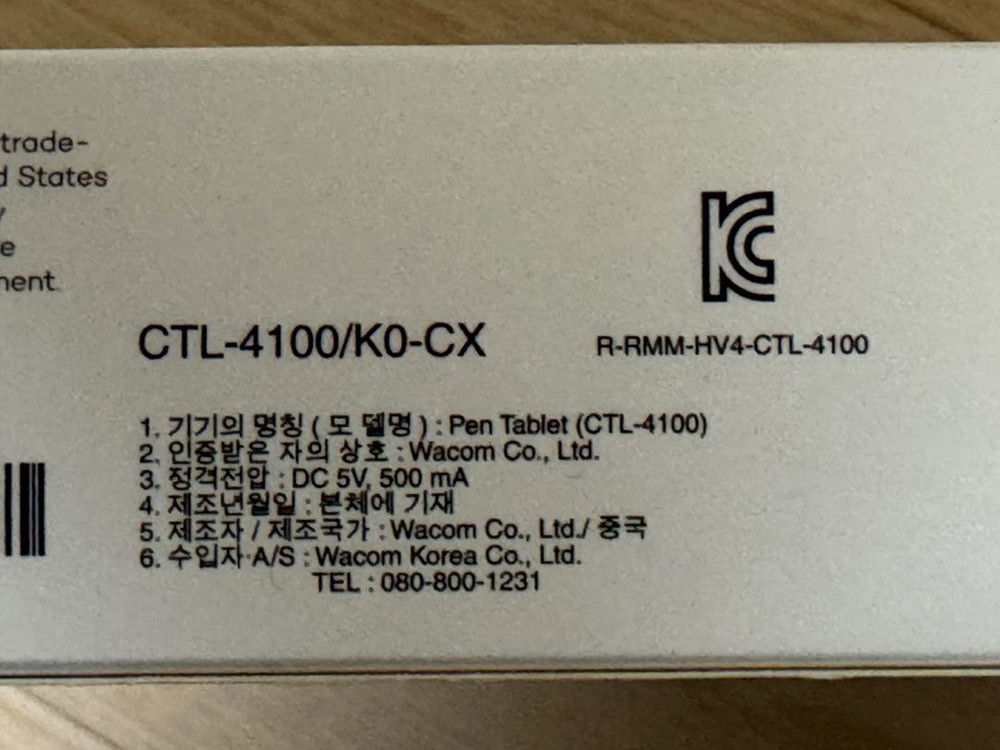 trade-
States
CTL-4100/K0-CX
R-RMM-HV4-CTL-4100
1. 기기의 명칭 ( 모 델명 ) : Pen Tablet (CTL-4100)
2. 인증받은 자의 상호 : Wacom Co., Ltd.
3. 정격전압 : DC 5V, 500 mA
4. 제조년월일 : 본체에 기재
5. 제조자 / 제조국가 : Wacom Co., Ltd./ 중국
6. 수입자·A/S : Wacom Korea Co., Ltd.
TEL : 080-800-1231